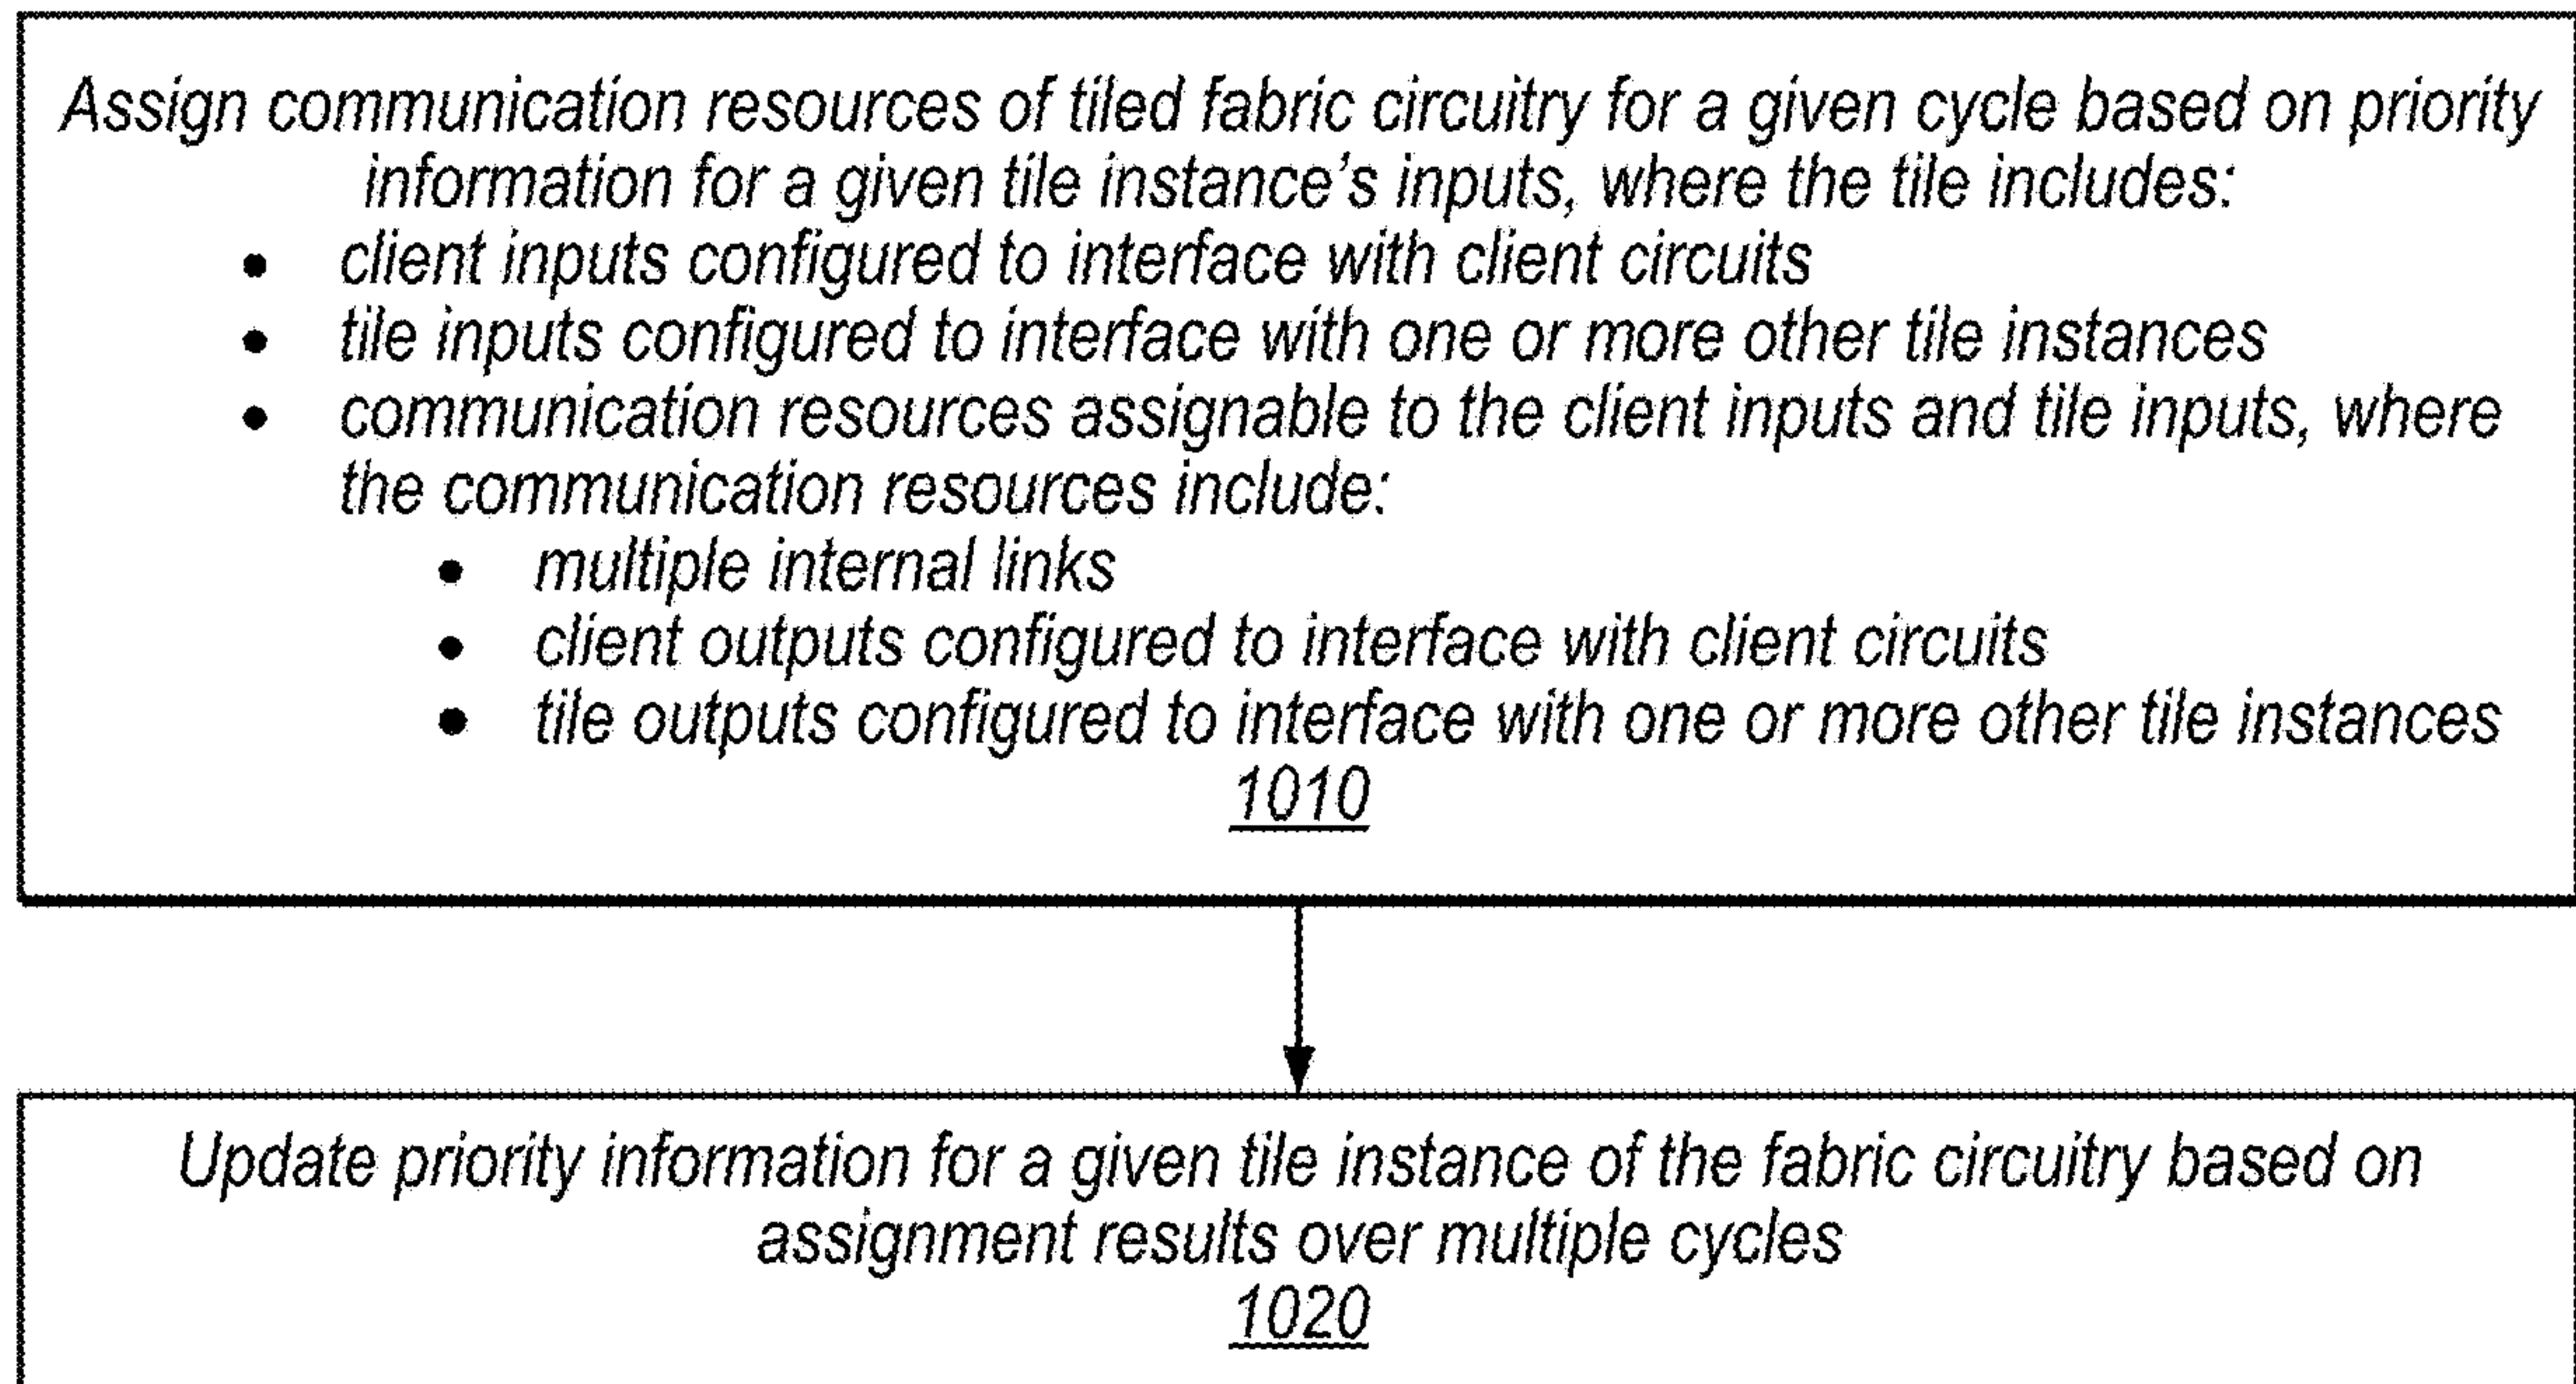 Assign communication resources of tiled fabric circuitry for a given cycle based on priority
information for a given tile instance's inputs, where the tile includes:
• client inputs configured to interface with client circuits
• tile inputs configured to interface with one or more other tile instances
• communication resources assignable to the client inputs and tile inputs, where
the communication resources include:
• multiple internal links
• client outputs configured to interface with client circuits
• tile outputs configured to interface with one or more other tile instances
1010
Update priority information for a given tile instance of the fabric circuitry based on
assignment results over multiple cycles
1020